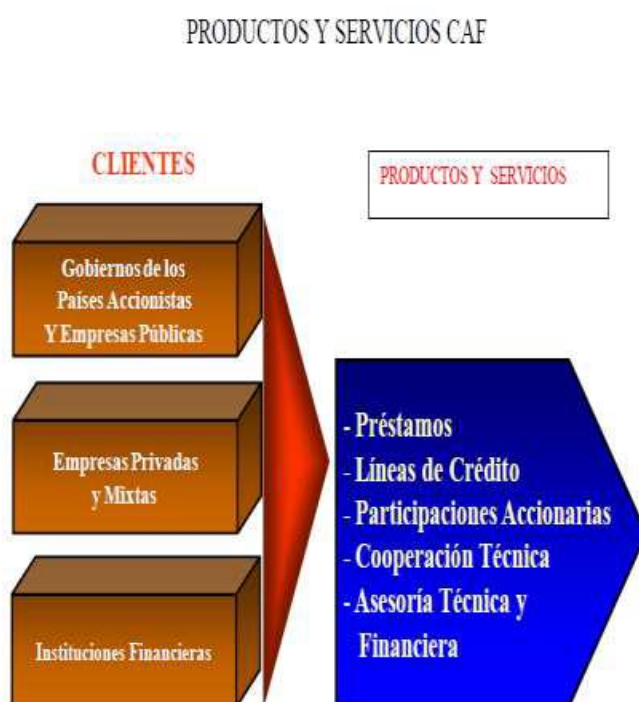 PRODUCTOS Y SERVICIOS CAF
CLIENTES
Gobiernos de los
Países Accionistas
Y Empresas Públicas
Empresas Privadas
y Mixtas
Instituciones Financieras
PRODUCTOS Y SERVICIOS
- Préstamos
- Líneas de Crédito
- Participaciones Accionarias
- Cooperación Técnica
- Asesoría Técnica y
Financiera